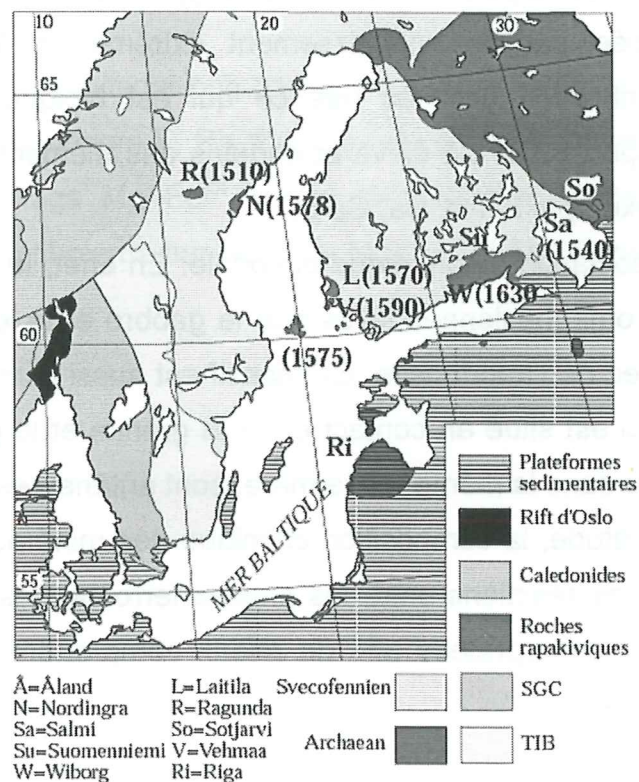 10
20
30
65
R(1510)
N(1578)
So
Sa
(1540)
Su
L(1570)
V(1590)
W(1630
60
(1575)
Ri
MER BALTIQUE
55
Plateformes
sedimentaires
Rift d'Oslo
Caledonides
Roches
rapakiviques
Svecofennien
SGC
Archaean
TIB
Å=Åland
N=Nordingra
Sa=Salmi
Su=Suomenniemi
W=Wiborg
L=Laitila
R=Ragunda
So=Sotjarvi
V=Vehmaa
Ri=Riga